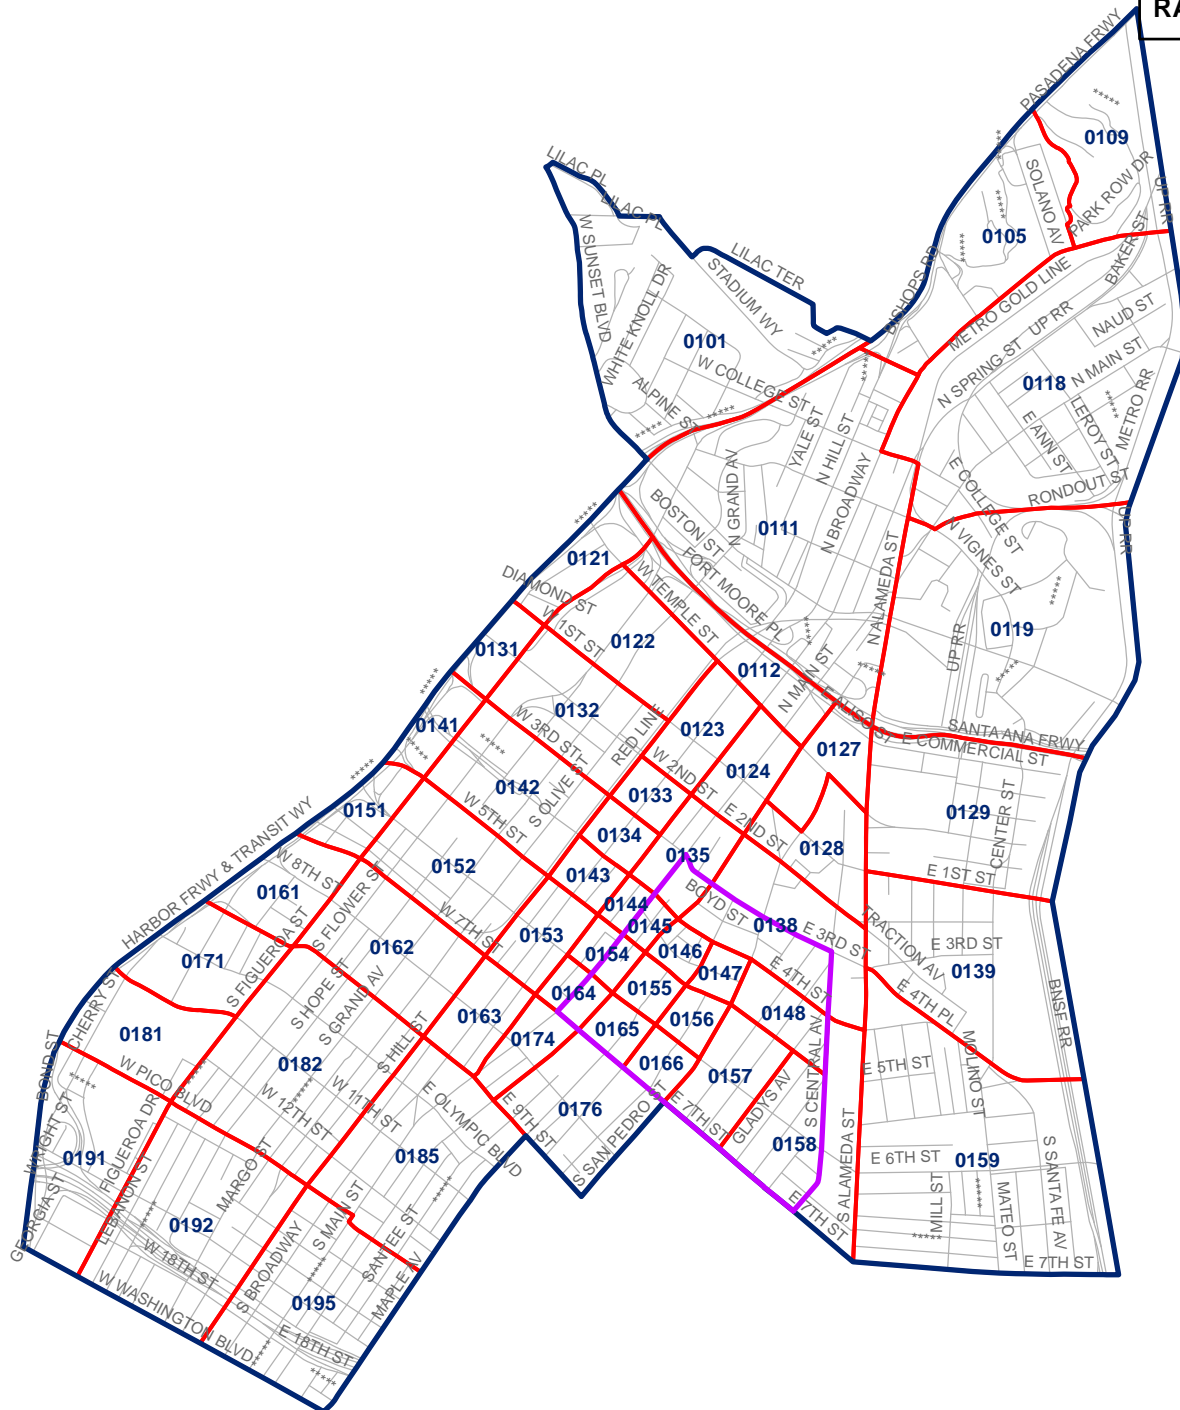 RA
PASADENA FRWY
*****
0109
*****
SOLANO AV
PARK ROW DR
UP RR
LILAC PL
LILAC PL
*****
0105
*****
BAKER ST
W SUNSET BLVD
LILAC TER
STADIUM WY
BISHOPS RD
METRO GOLD LINE
WHITE KNOLL DR
0101
*****
UP RR
NAUD ST
W COLLEGE ST
*****
N SPRING ST
0118
N MAIN ST
ALPINE ST
*****
*****
YALE ST
N HILL ST
E ANN ST
LEROY ST
*****
METRO RR
N GRAND AV
N BROADWAY
E COLLEGE ST
RONDOUT ST
*****
BOSTON ST
0111
N VIGNES ST
UP RR
0121
FORT MOORE PL
N ALAMEDA ST
DIAMOND ST
W TEMPLE ST
*****
W 1ST ST
0122
*****
UP RR
0119
0131
0112
N MAIN ST
*****
*****
*****
0132
RED LINE
E ALISO ST
SANTA ANA FRWY
0141
W 3RD ST
0123
0127
E COMMERCIAL ST
*****
*****
*****
0142
S OLIVE ST
W 2ND ST
0124
0151
W 5TH ST
0133
0129
CENTER ST
HARBOR FRWY & TRANSIT WY
0134
E 2ND ST
0128
W 8TH ST
0152
0135
E 1ST ST
0161
S FLOWER ST
0143
BOYD ST
0144
S FIGUEROA ST
W 7TH ST
0145
0138
TRACTION AV
0162
0153
0146
E 3RD ST
E 3RD ST
0171
0154
0147
0139
CHERRY ST
S HOPE ST
S GRAND AV
0164
0155
E 4TH ST
E 4TH PL
BNSF RR
0163
0156
0148
0181
S HILL ST
0174
0165
BOND ST
0182
0166
S CENTRAL AV
E 5TH ST
MOLINO ST
*****
*****
W PICO BLVD
*****
W 12TH ST
W 11TH ST
E OLYMPIC BLVD
E 9TH ST
0176
0157
GLADYS AV
WRIGHT ST
FIGUEROA DR
S SAN PEDRO ST
E 7TH ST
0158
S ALAMEDA ST
0191
MARGO ST
0185
E 6TH ST
0159
S SANTA FE AV
GEORGIA ST
LEBANON ST
*****
*****
MILL ST
*****
MATEO ST
0192
S MAIN ST
SANTEE ST
E 7TH ST
*****
W 18TH ST
S BROADWAY
*****
MAPLE AV
E 7TH ST
W WASHINGTON BLVD
0195
E 18TH ST
*****
*****